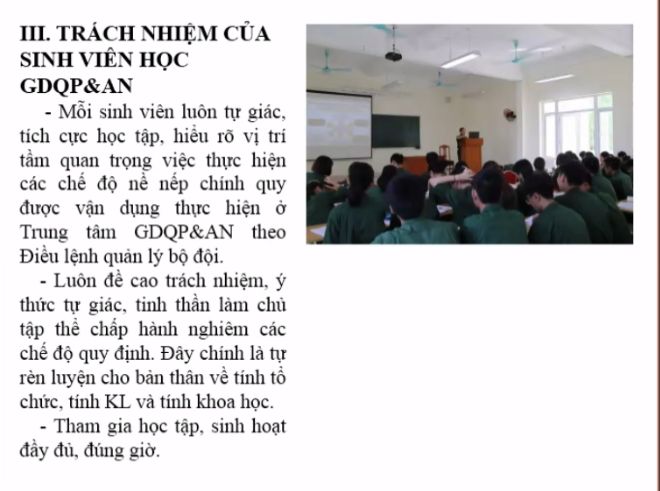 III. TRÁCH NHIỆM CỦA
SINH VIÊN HỌC
GDQP&AN
- Mỗi sinh viên luôn tự giác,
tích cực học tập, hiểu rõ vị trí
tầm quan trọng việc thực hiện
các chế độ nề nếp chính quy
được vận dụng thực hiện ở
Trung tâm GDQP&AN theo
Điều lệnh quản lý bộ đội.
- Luôn đề cao trách nhiệm, ý
thức tự giác, tinh thần làm chủ
tập thể chấp hành nghiêm các
chế độ quy định. Đây chính là tự
rèn luyện cho bản thân về tính tổ
chức, tính KL và tính khoa học.
- Tham gia học tập, sinh hoạt
đầy đủ, đúng giờ.